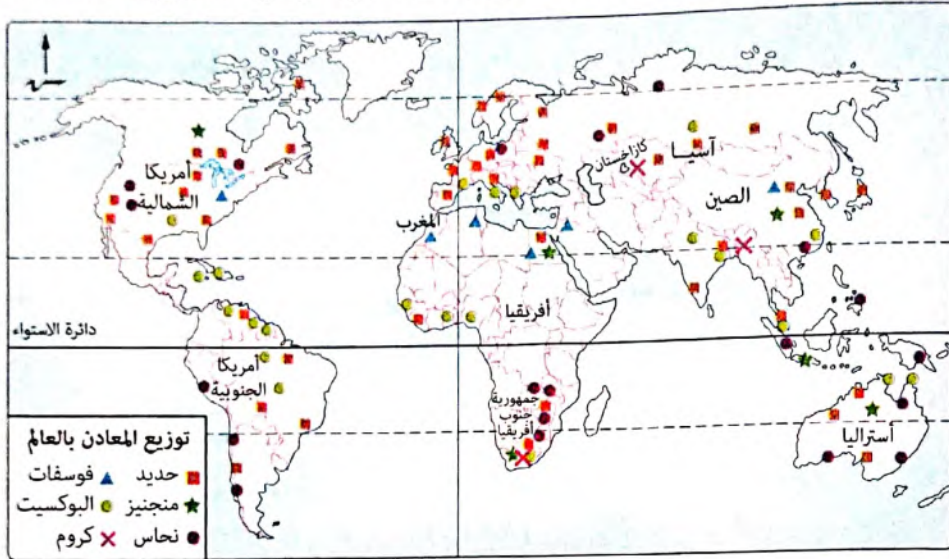 كازاخستان
آسيا
أمريكا
الشمالية
الصين
المغرب
أفريقيا
دائرة الاستواء
أمريكا
الجنوبية
جمهورية
جنوب
أفريقيا
أستراليا
توزيع المعادن بالعالم
حديد
فوسفات
منجنيز
البوكسيت
نحاس
كروم